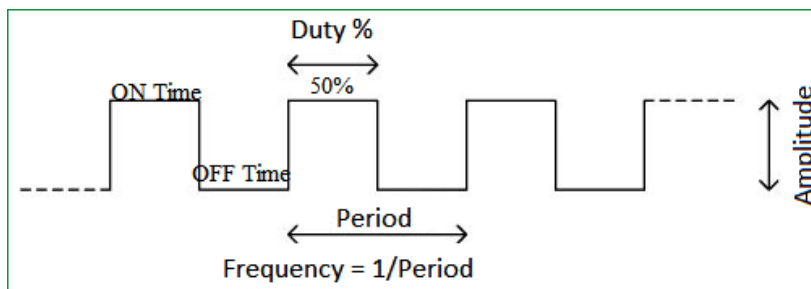 Duty %
50%
ON Time
OFF Time
Amplitude
Period
Frequency = 1/Period